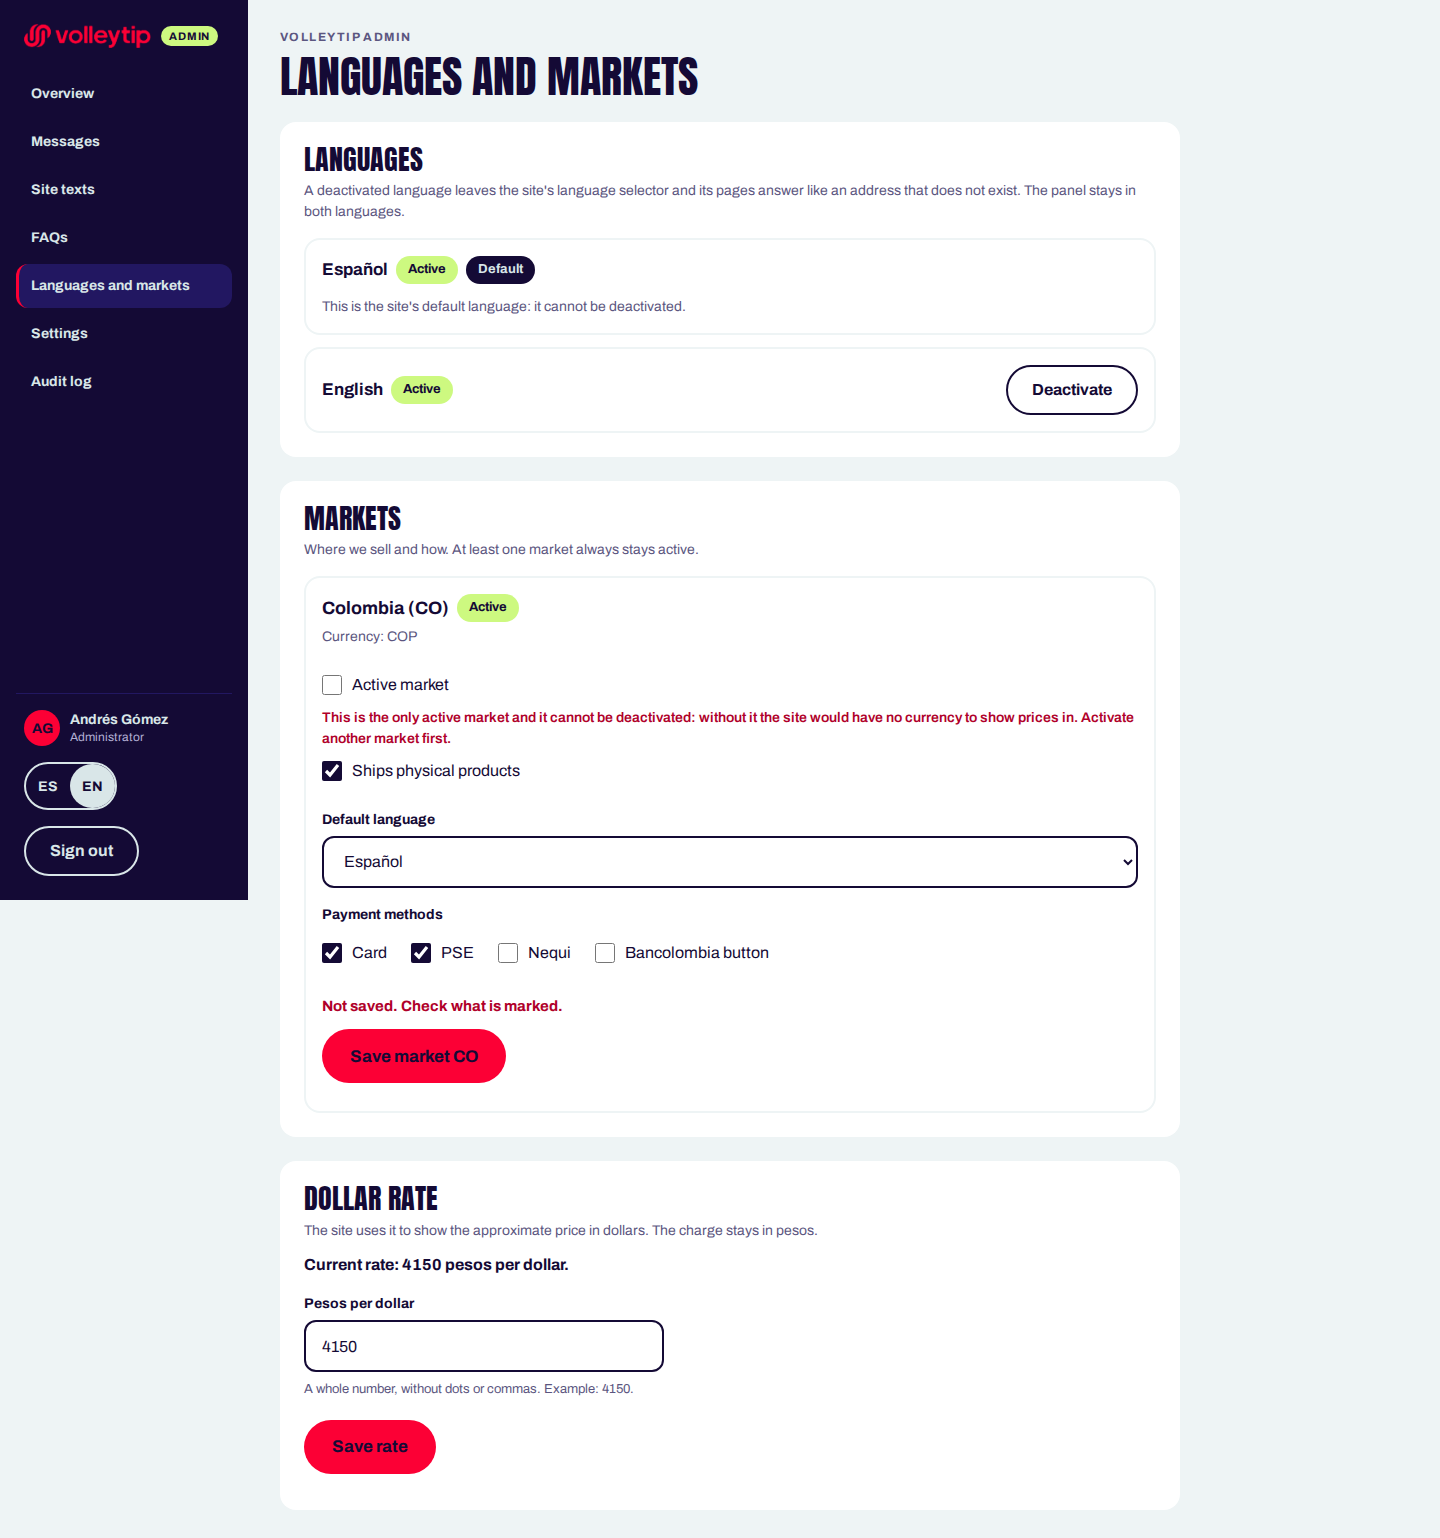 volleytip ADMIN
Overview
Messages
Site texts
FAQs
Languages and markets
Settings
Audit log
AG Andrés Gómez
Administrator
ES EN
Sign out
VOLLEYTIP ADMIN
LANGUAGES AND MARKETS
LANGUAGES
A deactivated language leaves the site's language selector and its pages answer like an address that does not exist. The panel stays in
both languages.
Español Active Default
This is the site's default language: it cannot be deactivated.
English Active Deactivate
MARKETS
Where we sell and how. At least one market always stays active.
Colombia (CO) Active
Currency: COP
Active market
This is the only active market and it cannot be deactivated: without it the site would have no currency to show prices in. Activate
another market first.
Ships physical products
Default language
Español
Payment methods
Card PSE Nequi Bancolombia button
Not saved. Check what is marked.
Save market CO
DOLLAR RATE
The site uses it to show the approximate price in dollars. The charge stays in pesos.
Current rate: 4150 pesos per dollar.
Pesos per dollar
4150
A whole number, without dots or commas. Example: 4150.
Save rate